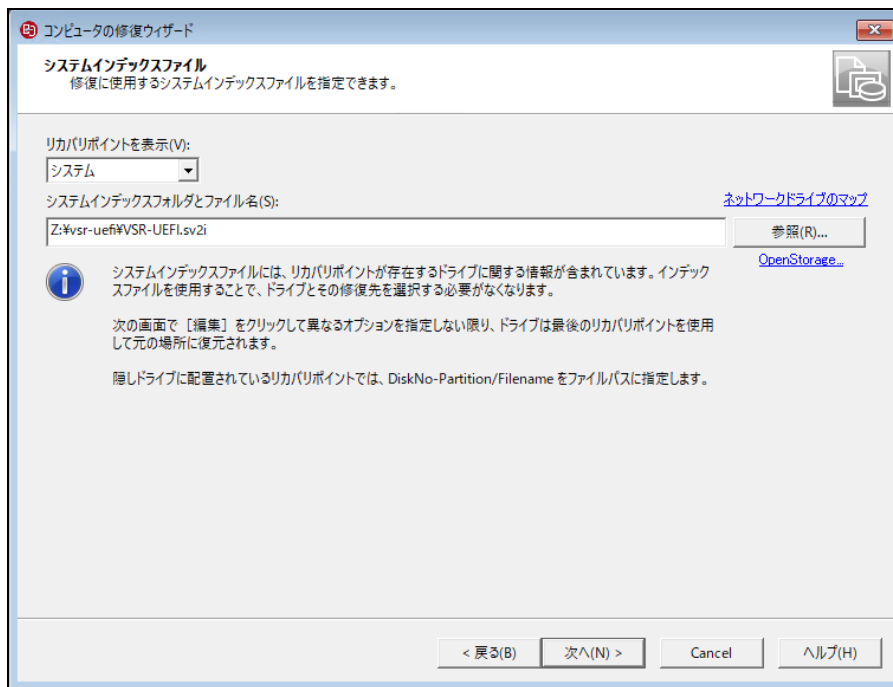 コンピュータの修復ウィザード
システムインデックスファイル
修復に使用するシステムインデックスファイルを指定できます。
リカバリポイントを表示(V):
システム
システムインデックスフォルダとファイル名(S):
ネットワークドライブのマップ
Z:¥vsr-uefi¥VSR-UEFI.sv2i
参照(R)...
OpenStorage...
システムインデックスファイルには、リカバリポイントが存在するドライブに関する情報が含まれています。インデック
スファイルを使用することで、ドライブとその修復先を選択する必要がなくなります。
次の画面で［編集］をクリックして異なるオプションを指定しない限り、ドライブは最後のリカバリポイントを使用
して元の場所に復元されます。
隠しドライブに配置されているリカバリポイントでは、DiskNo-Partition/Filename をファイルパスに指定します。
< 戻る(B)
次へ(N) >
Cancel
ヘルプ(H)